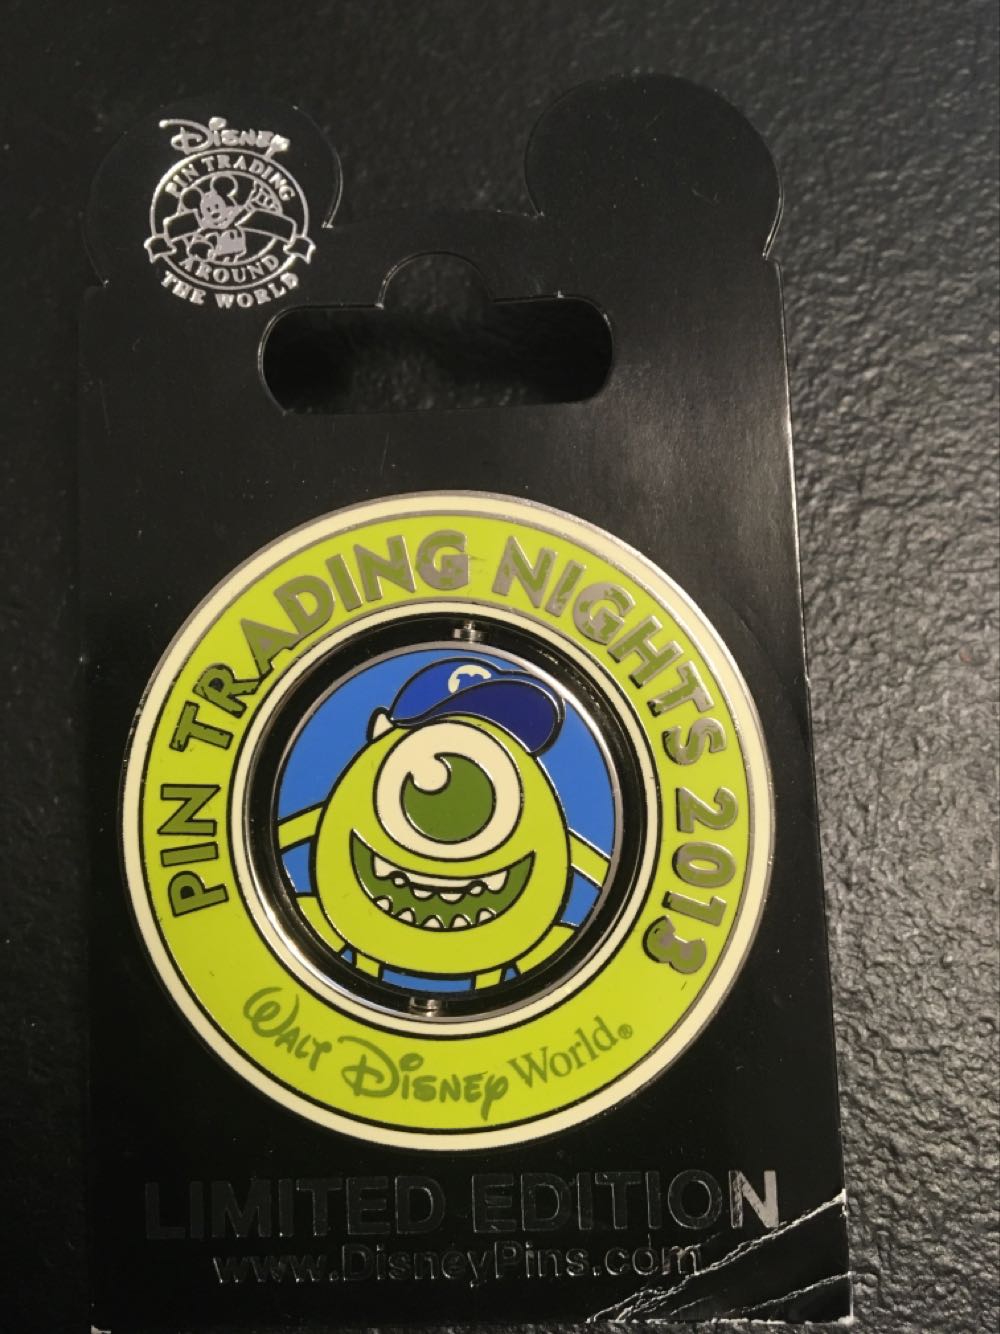 Disney
PIN TRADING
AROUND
THE WORLD
PIN TRADING NIGHTS 2013
Walt Disney World®
LIMITED EDITION
www.DisneyPins.com